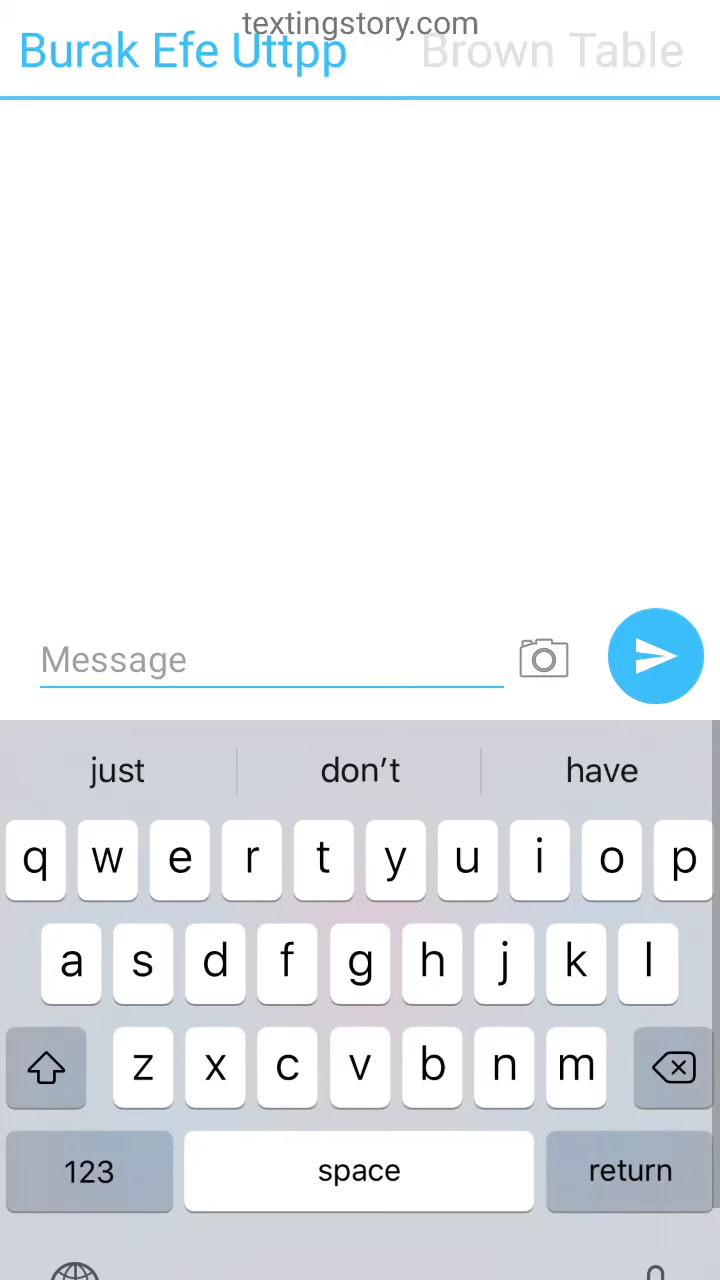 textingstory.com
Burak Efe Uttpp Brown Table
Message
just don't have
q w e r t y u i o p
a s d f g h j k l
z x c v b n m
123 space return